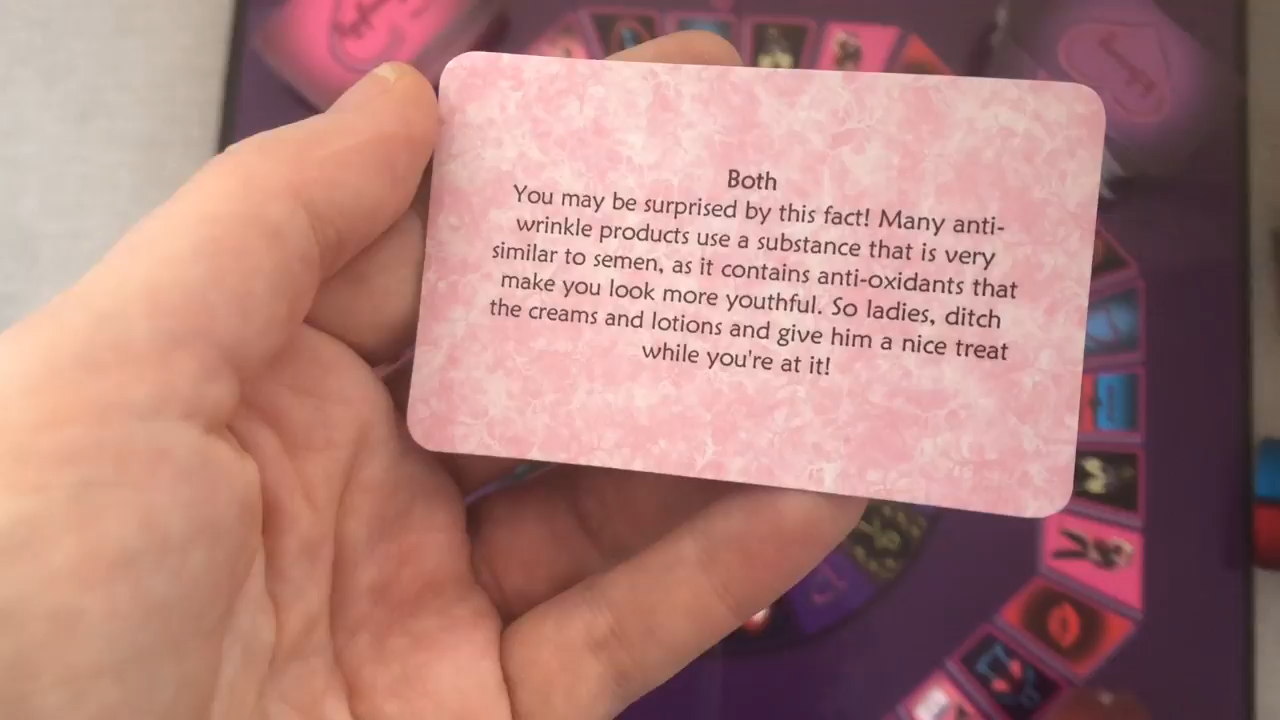 Both
You may be surprised by this fact! Many anti-
wrinkle products use a substance that is very
similar to semen, as it contains anti-oxidants that
make you look more youthful. So ladies, ditch
the creams and lotions and give him a nice treat
while you're at it!